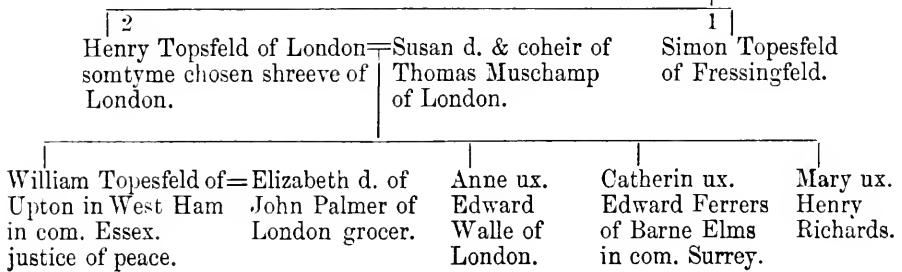 2
1
Henry Topsfeld of London=Susan d. & coheir of
somtyme chosen shreeve of Thomas Muschamp
London. of London.
Simon Topesfeld
of Fressingfeld.
William Topesfeld of=Elizabeth d. of
Upton in West Ham John Palmer of
in com. Essex. London grocer.
justice of peace.
Anne ux.
Edward
Walle of
London.
Catherin ux.
Edward Ferrers
of Barne Elms
in com. Surrey.
Mary ux.
Henry
Richards.